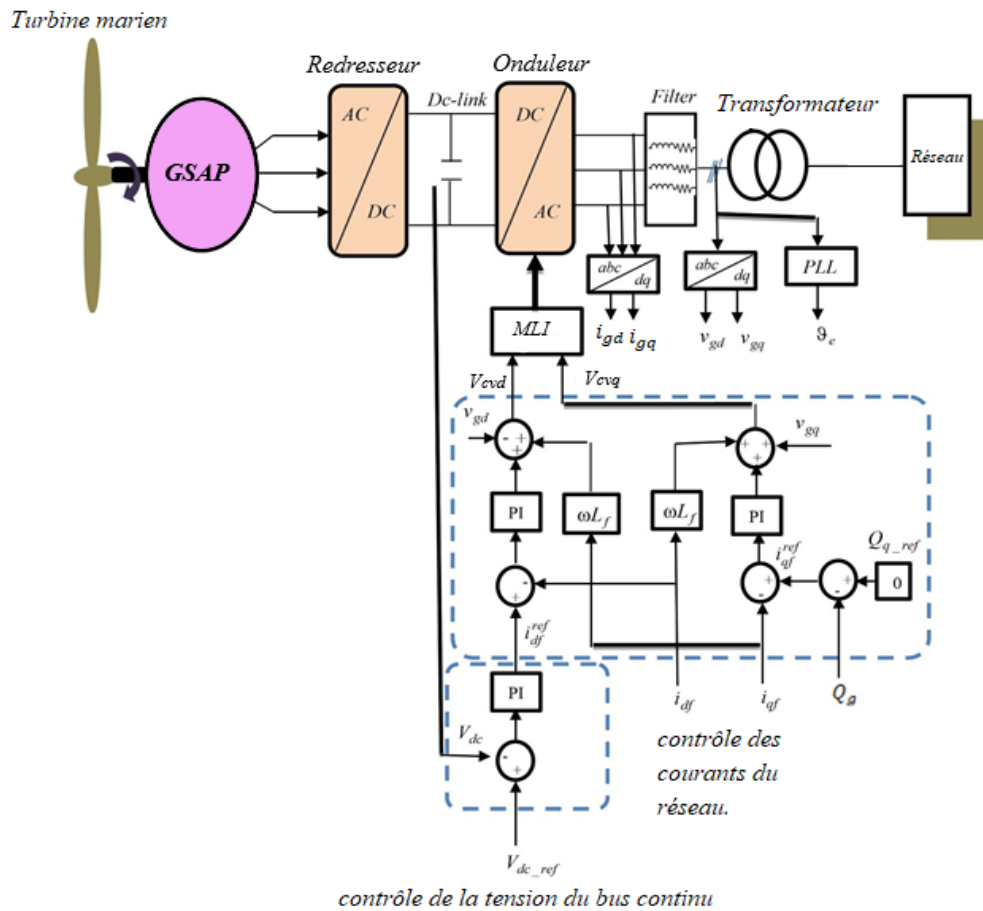 Turbine marien
Redresseur
Onduleur
Dc-link
Filter
Transformateur
GSAP
AC
DC
DC
AC
Réseau
abc
dq
abc
dq
PLL
i_gd i_gq
v_gd v_gq
ϑ_e
MLI
Vcvd
Vcvq
v_gd
- + +
+ + +
v_gq
PI
ωL_f
ωL_f
PI
Q_q_ref
i_qf^ref
0
- +
+ -
+ -
i_df^ref
PI
i_df
i_qf
Q_g
V_dc
- +
contrôle des
courants du
réseau.
V_dc_ref
contrôle de la tension du bus continu